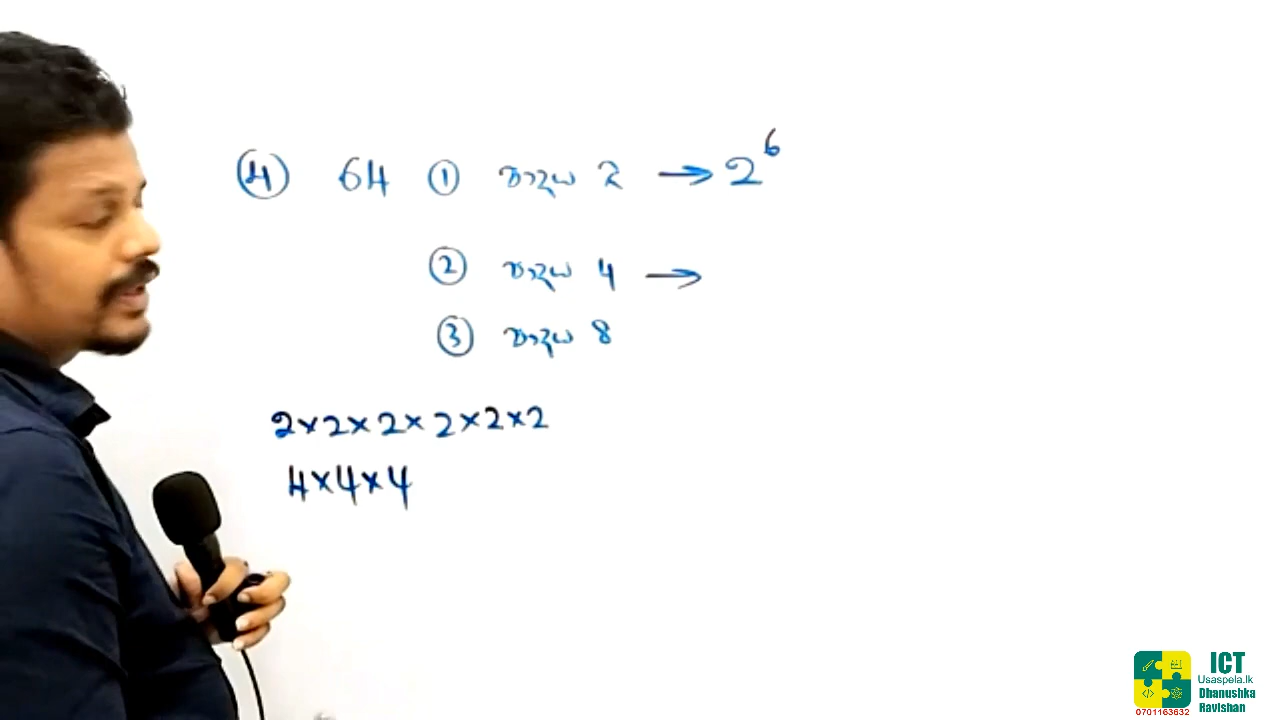 ④ 64 ① පාදය 2 → 2⁶
② පාදය 4 →
③ පාදය 8
2×2×2×2×2×2
4×4×4
ICT
Usaspela.lk
Dhanushka
Ravishan
0701163632